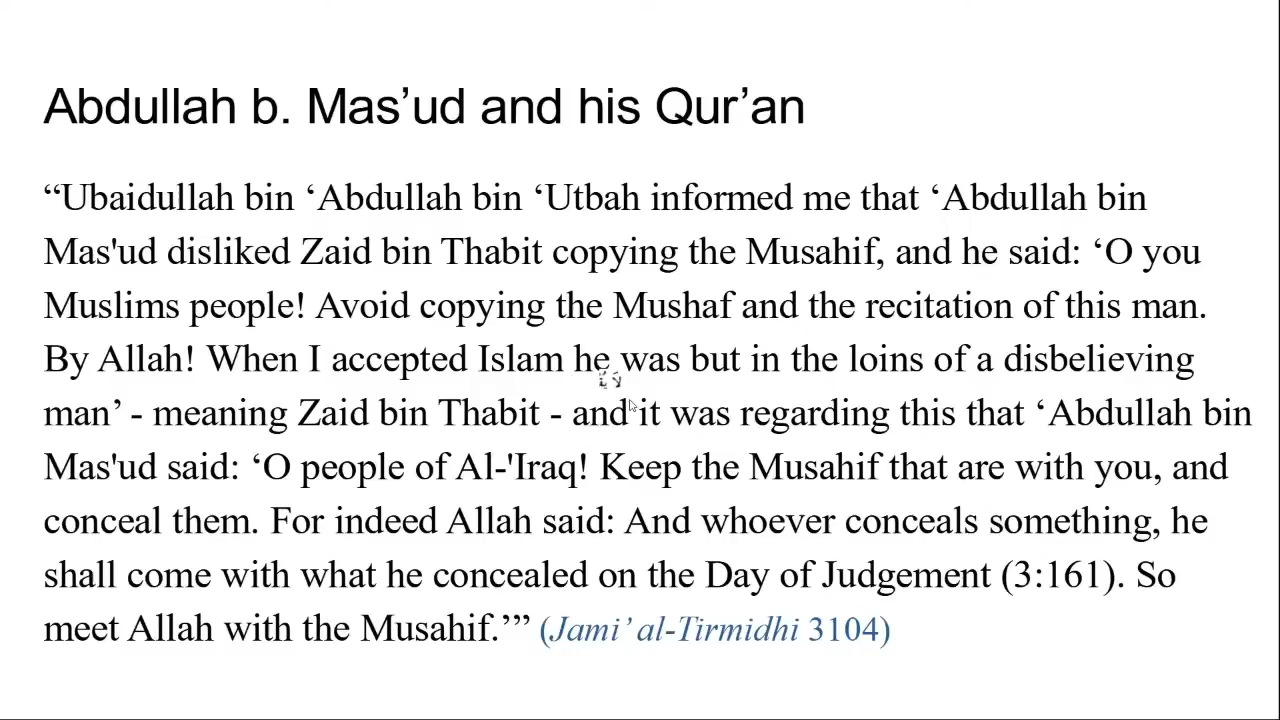 Abdullah b. Mas’ud and his Qur’an
“Ubaidullah bin ‘Abdullah bin ‘Utbah informed me that ‘Abdullah bin
Mas'ud disliked Zaid bin Thabit copying the Musahif, and he said: ‘O you
Muslims people! Avoid copying the Mushaf and the recitation of this man.
By Allah! When I accepted Islam he was but in the loins of a disbelieving
man’ - meaning Zaid bin Thabit - and it was regarding this that ‘Abdullah bin
Mas'ud said: ‘O people of Al-'Iraq! Keep the Musahif that are with you, and
conceal them. For indeed Allah said: And whoever conceals something, he
shall come with what he concealed on the Day of Judgement (3:161). So
meet Allah with the Musahif.’” (Jami’ al-Tirmidhi 3104)